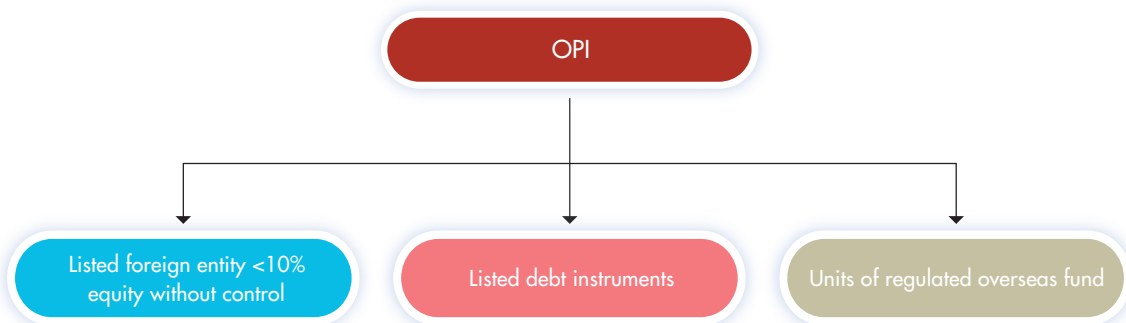 OPI
Listed foreign entity <10%
equity without control
Listed debt instruments
Units of regulated overseas fund